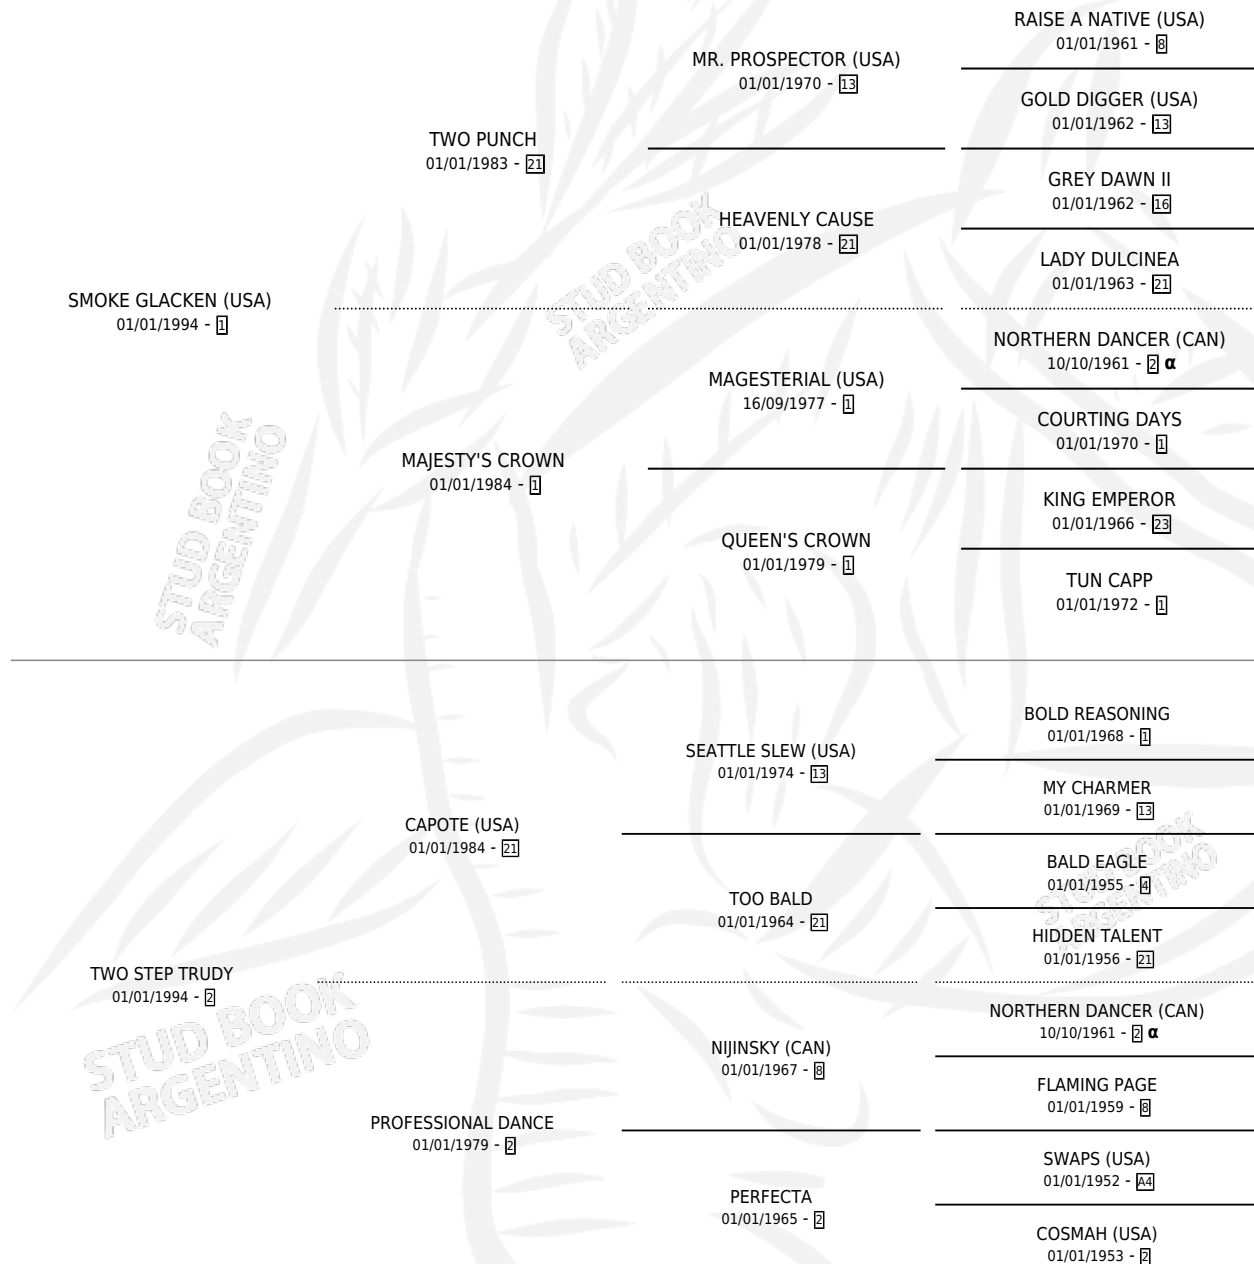 RAISE A NATIVE (USA)
01/01/1961 - 8
MR. PROSPECTOR (USA)
01/01/1970 - 13
GOLD DIGGER (USA)
01/01/1962 - 13
TWO PUNCH
01/01/1983 - 21
GREY DAWN II
01/01/1962 - 16
HEAVENLY CAUSE
01/01/1978 - 21
LADY DULCINEA
01/01/1963 - 21
SMOKE GLACKEN (USA)
01/01/1994 - 1
NORTHERN DANCER (CAN)
10/10/1961 - 2 α
MAGESTERIAL (USA)
16/09/1977 - 1
COURTING DAYS
01/01/1970 - 1
MAJESTY'S CROWN
01/01/1984 - 1
KING EMPEROR
01/01/1966 - 23
QUEEN'S CROWN
01/01/1979 - 1
TUN CAPP
01/01/1972 - 1
BOLD REASONING
01/01/1968 - 1
SEATTLE SLEW (USA)
01/01/1974 - 13
MY CHARMER
01/01/1969 - 13
CAPOTE (USA)
01/01/1984 - 21
BALD EAGLE
01/01/1955 - 4
TOO BALD
01/01/1964 - 21
HIDDEN TALENT
01/01/1956 - 21
TWO STEP TRUDY
01/01/1994 - 2
NORTHERN DANCER (CAN)
10/10/1961 - 2 α
NIJINSKY (CAN)
01/01/1967 - 8
FLAMING PAGE
01/01/1959 - 8
PROFESSIONAL DANCE
01/01/1979 - 2
SWAPS (USA)
01/01/1952 - A4
PERFECTA
01/01/1965 - 2
COSMAH (USA)
01/01/1953 - 2
STUD BOOK
ARGENTINO
STUD BOOK
ARGENTINO
STUD BOOK
ARGENTINO
STUD BOOK
ARGENTINO